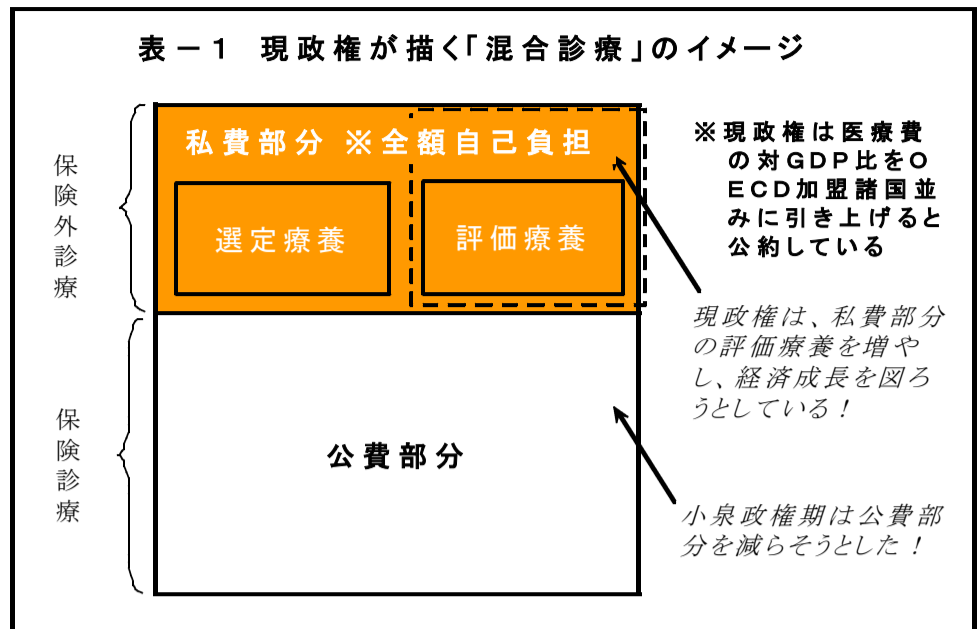 表－1 現政権が描く「混合診療」のイメージ
保険外診療
私費部分 ※全額自己負担
選定療養
評価療養
※現政権は医療費
の対GDP比をO
ECD加盟諸国並
みに引き上げると
公約している
現政権は、私費部分
の評価療養を増や
し、経済成長を図ろ
うとしている！
保険診療
公費部分
小泉政権期は公費部
分を減らそうとした！